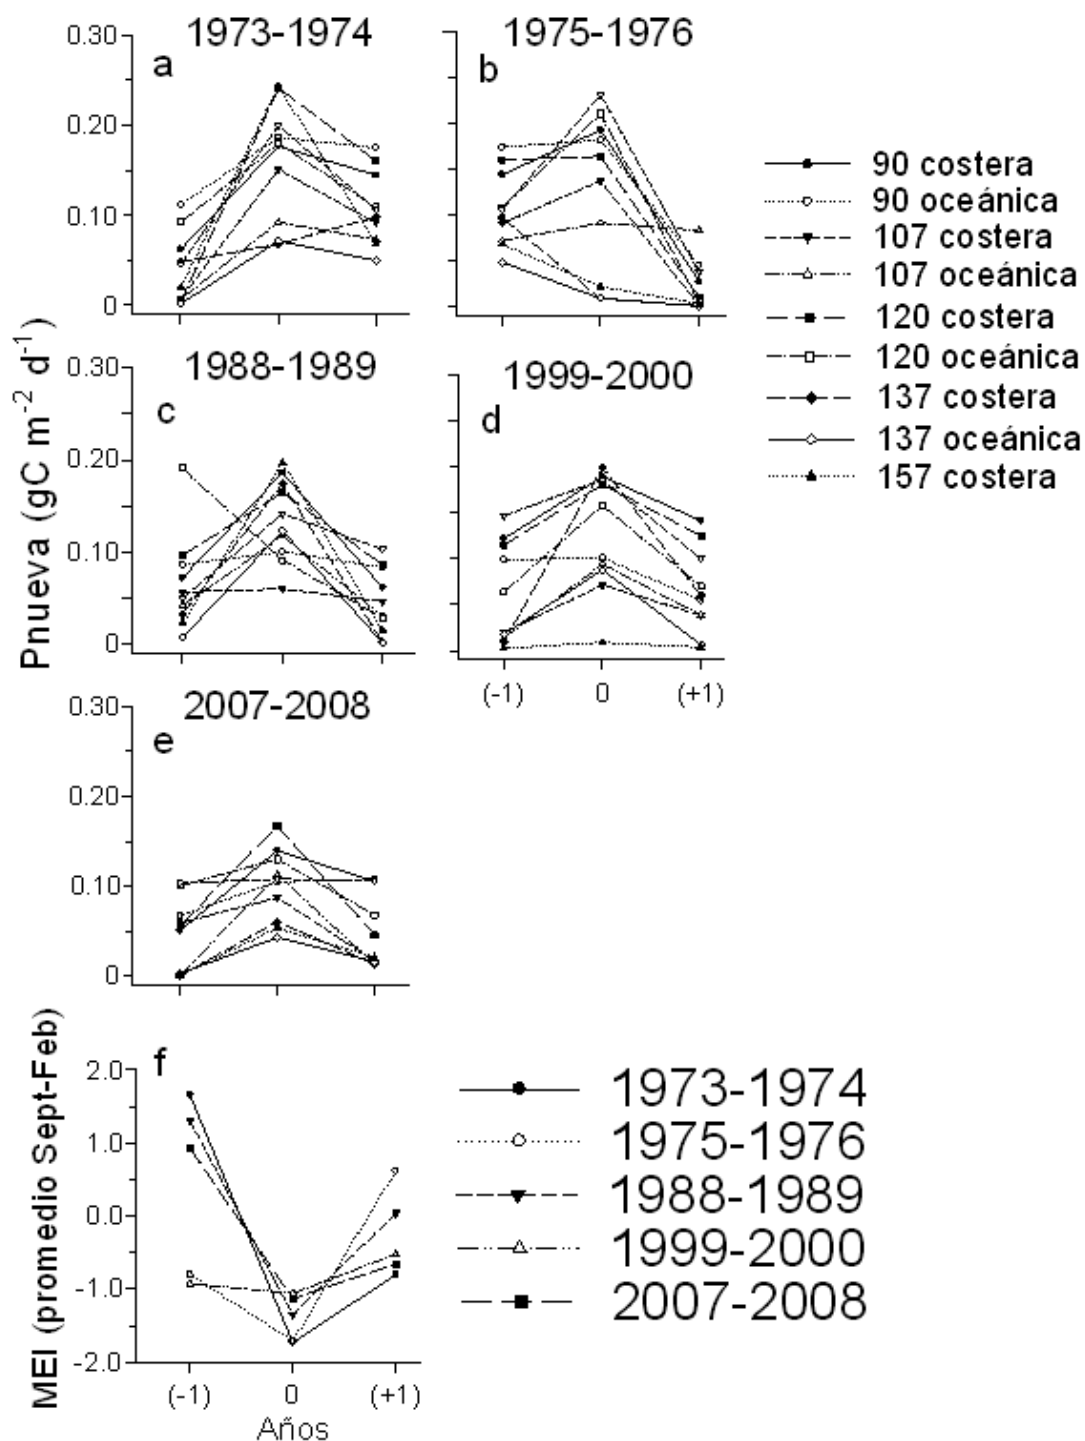 0.30
0.20
0.10
0
a
1973-1974
b
1975-1976
90 costera
90 oceánica
107 costera
107 oceánica
120 costera
120 oceánica
137 costera
137 oceánica
157 costera
Pnueva (gC m-2 d-1)
0.30
0.20
0.10
0
c
1988-1989
d
1999-2000
(-1) 0 (+1)
0.30
0.20
0.10
0
e
2007-2008
MEI (promedio Sept-Feb)
2.0
1.0
0.0
-1.0
-2.0
f
(-1) 0 (+1)
Años
1973-1974
1975-1976
1988-1989
1999-2000
2007-2008